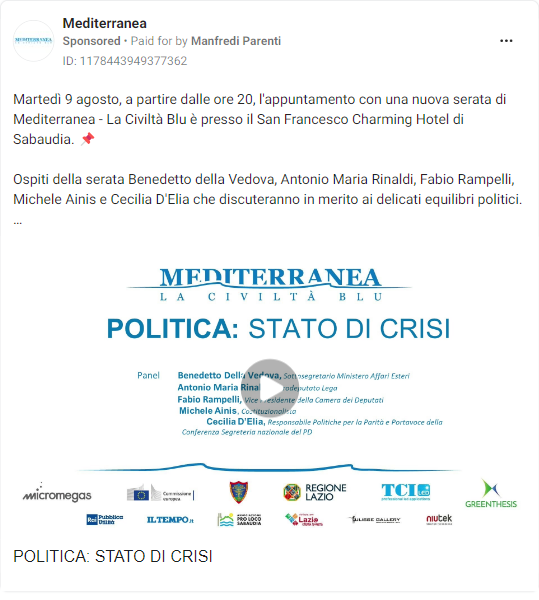 Mediterranea
Sponsored • Paid for by Manfredi Parenti
ID: 1178443949377362
Martedì 9 agosto, a partire dalle ore 20, l'appuntamento con una nuova serata di
Mediterranea - La Civiltà Blu è presso il San Francesco Charming Hotel di
Sabaudia. 📌
Ospiti della serata Benedetto della Vedova, Antonio Maria Rinaldi, Fabio Rampelli,
Michele Ainis e Cecilia D'Elia che discuteranno in merito ai delicati equilibri politici.
...
MEDITERRANEA
LA CIVILTÀ BLU
POLITICA: STATO DI CRISI
Panel Benedetto Della Vedova, Sottosegretario Ministero Affari Esteri
Antonio Maria Lega
Fabio Rampelli, Vice Presidente della Camera dei Deputati
Michele Ainis, Costituzionalista
Cecilia D'Elia, Responsabile Politiche per la Parità e Portavoce della
Conferenza Segreteria nazionale del PD
micromegas
Commissione europea
REGIONE LAZIO
TCI
GREENTHESIS
Rai Pubblica Utilità
IL TEMPO.it
PRO LOCO SABAUDIA
Lazio
ULISSE GALLERY
niutek
POLITICA: STATO DI CRISI